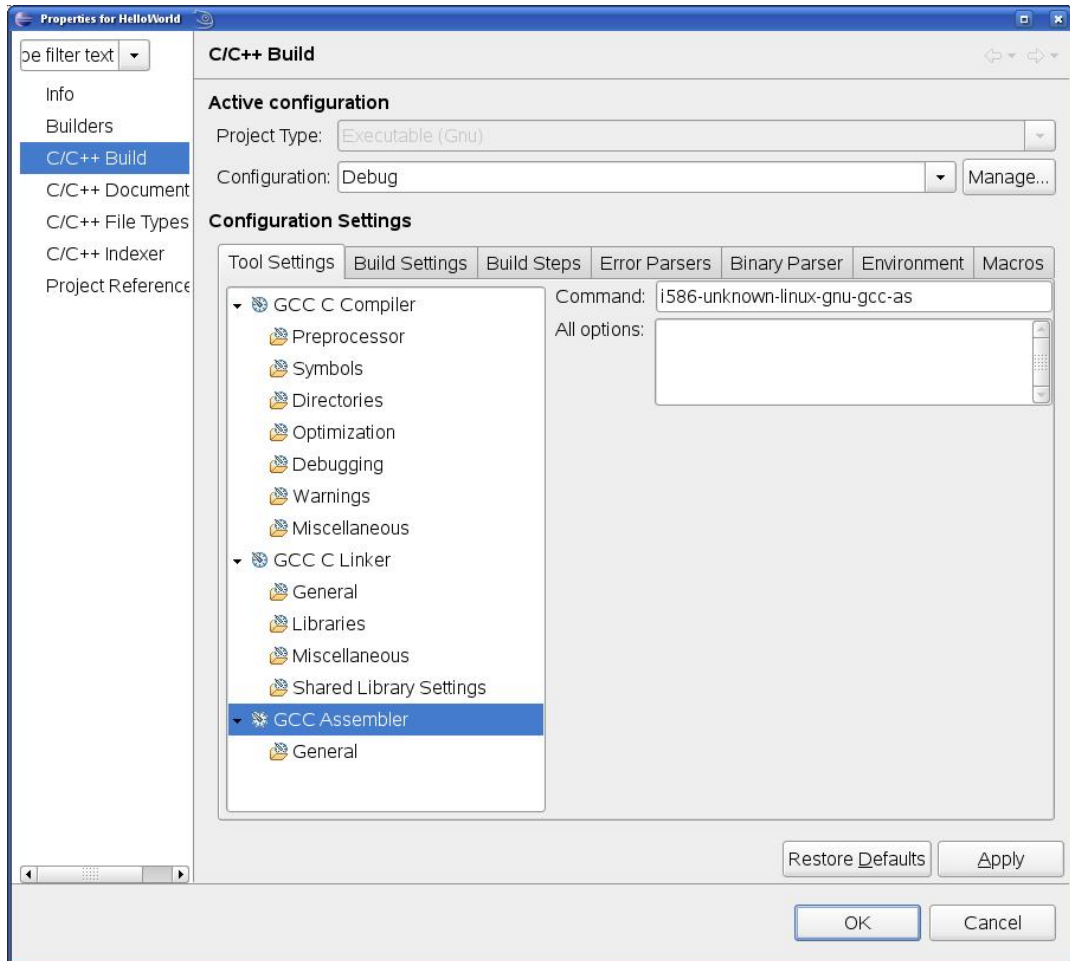 Properties for HelloWorld
pe filter text
C/C++ Build
Info
Builders
C/C++ Build
C/C++ Document
C/C++ File Types
C/C++ Indexer
Project Reference
Active configuration
Project Type: Executable (Gnu)
Configuration: Debug Manage...
Configuration Settings
Tool Settings Build Settings Build Steps Error Parsers Binary Parser Environment Macros
GCC C Compiler
Preprocessor
Symbols
Directories
Optimization
Debugging
Warnings
Miscellaneous
GCC C Linker
General
Libraries
Miscellaneous
Shared Library Settings
GCC Assembler
General
Command: i586-unknown-linux-gnu-gcc-as
All options:
Restore Defaults Apply
OK Cancel